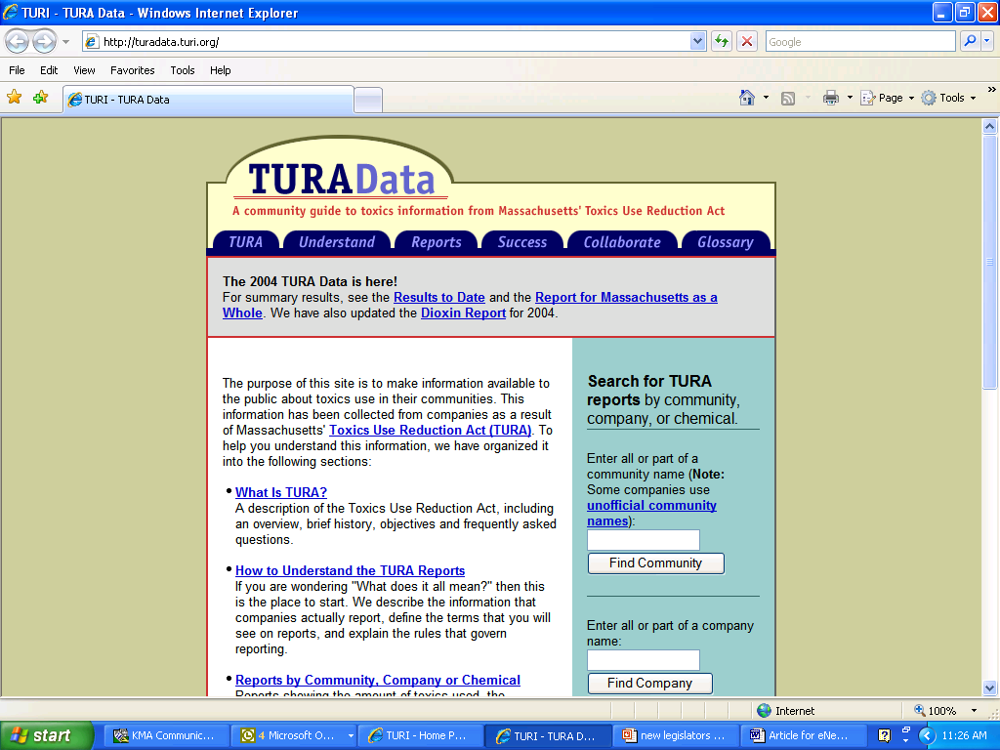 TURI - TURA Data - Windows Internet Explorer
http://turadata.turi.org/
Google
File Edit View Favorites Tools Help
TURI - TURA Data
Page Tools »
TURAData
A community guide to toxics information from Massachusetts' Toxics Use Reduction Act
TURA Understand Reports Success Collaborate Glossary
The 2004 TURA Data is here!
For summary results, see the Results to Date and the Report for Massachusetts as a
Whole. We have also updated the Dioxin Report for 2004.
The purpose of this site is to make information available to
the public about toxics use in their communities. This
information has been collected from companies as a result
of Massachusetts' Toxics Use Reduction Act (TURA). To
help you understand this information, we have organized it
into the following sections:
• What Is TURA?
A description of the Toxics Use Reduction Act, including
an overview, brief history, objectives and frequently asked
questions.
• How to Understand the TURA Reports
If you are wondering "What does it all mean?" then this
is the place to start. We describe the information that
companies actually report, define the terms that you will
see on reports, and explain the rules that govern
reporting.
• Reports by Community, Company or Chemical
Reports showing the amount of toxics used, the
Search for TURA
reports by community,
company, or chemical.
Enter all or part of a
community name (Note:
Some companies use
unofficial community
names):
Find Community
Enter all or part of a company
name:
Find Company
Internet 100%
start KMA Communic... 4 Microsoft O... TURI - Home P... TURI - TURA D... new legislators ... Article for eNe... 11:26 AM